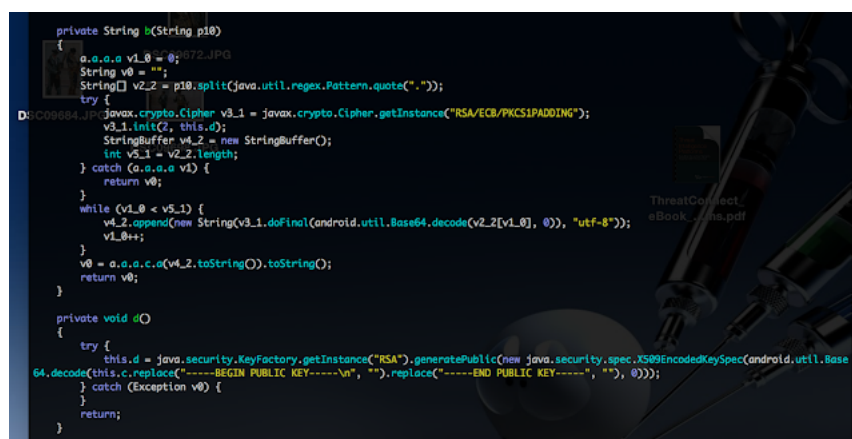 private String b(String p10)
{
a.a.a.a v1_0 = 0;
String v0 = "";
String[] v2_2 = p10.split(java.util.regex.Pattern.quote("."));
try {
javax.crypto.Cipher v3_1 = javax.crypto.Cipher.getInstance("RSA/ECB/PKCS1PADDING");
v3_1.init(2, this.d);
StringBuffer v4_2 = new StringBuffer();
int v5_1 = v2_2.length;
} catch (a.a.a.a v1) {
return v0;
}
while (v1_0 < v5_1) {
v4_2.append(new String(v3_1.doFinal(android.util.Base64.decode(v2_2[v1_0], 0)), "utf-8"));
v1_0++;
}
v0 = a.a.a.c.a(v4_2.toString()).toString();
return v0;
}
private void d()
{
try {
this.d = java.security.KeyFactory.getInstance("RSA").generatePublic(new java.security.spec.X509EncodedKeySpec(android.util.Base
64.decode(this.c.replace("-----BEGIN PUBLIC KEY-----\n", "").replace("-----END PUBLIC KEY-----", ""), 0)));
} catch (Exception v0) {
}
return;
}
DSC09672.JPG
DSC09684.JPG
ThreatConnect_
eBook_...ths.pdf